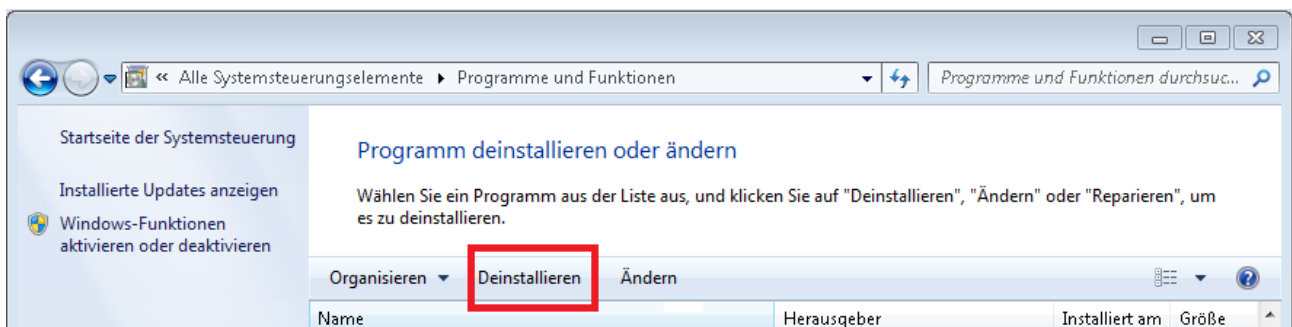 « Alle Systemsteuerungselemente ▸ Programme und Funktionen
Programme und Funktionen durchsuc...
Startseite der Systemsteuerung
Installierte Updates anzeigen
Windows-Funktionen
aktivieren oder deaktivieren
Programm deinstallieren oder ändern
Wählen Sie ein Programm aus der Liste aus, und klicken Sie auf "Deinstallieren", "Ändern" oder "Reparieren", um
es zu deinstallieren.
Organisieren Deinstallieren Ändern
Name Herausgeber Installiert am Größe